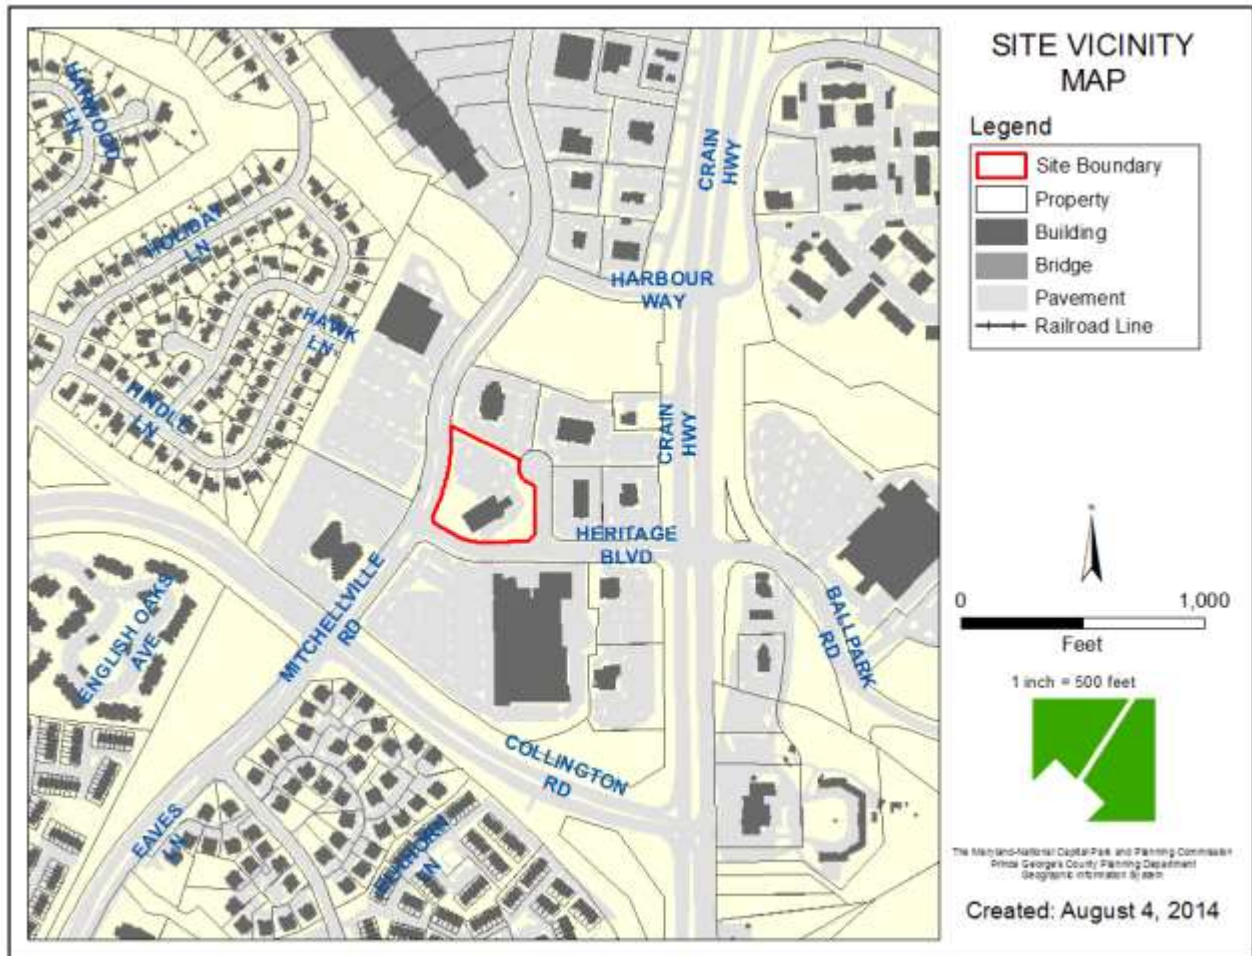 SITE VICINITY
MAP
Legend
Site Boundary
Property
Building
Bridge
Pavement
Railroad Line
HAYWOOD
LN
HOLIDAY
LN
HAWK
LN
HINDLE
LN
CRAIN
HWY
HARBOUR
WAY
CRAIN
HWY
HERITAGE
BLVD
MITCHELLVILLE
RD
ENGLISH OAKS
AVE
BALLPARK
RD
COLLINGTON
RD
EAVES
LN
LN
0 1,000
Feet
1 inch = 500 feet
The Maryland-National Capital Park and Planning Commission
Prince George's County Planning Department
Geographic Information System
Created: August 4, 2014